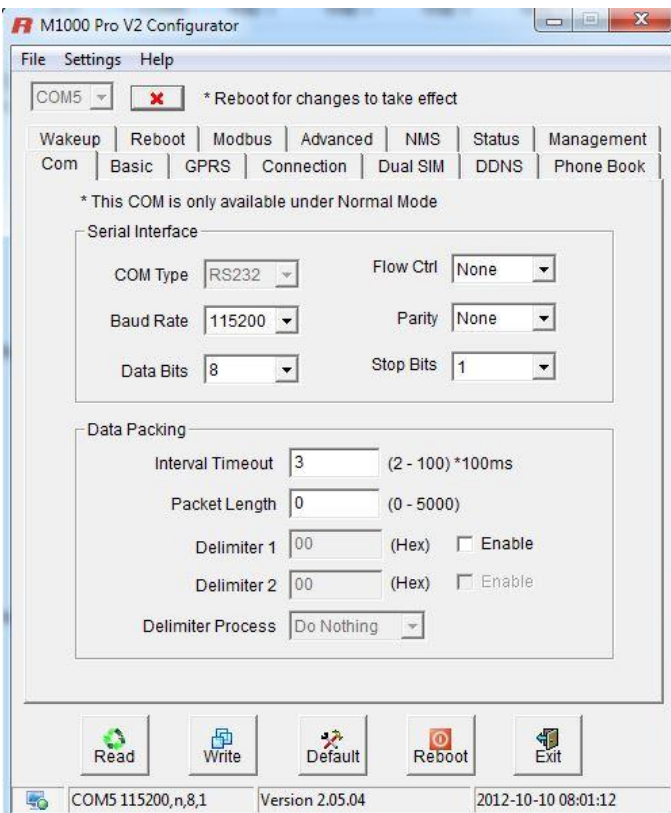 M1000 Pro V2 Configurator
File Settings Help
COM5 * Reboot for changes to take effect
Wakeup Reboot Modbus Advanced NMS Status Management
Com Basic GPRS Connection Dual SIM DDNS Phone Book
* This COM is only available under Normal Mode
Serial Interface
COM Type RS232 Flow Ctrl None
Baud Rate 115200 Parity None
Data Bits 8 Stop Bits 1
Data Packing
Interval Timeout 3 (2 - 100) *100ms
Packet Length 0 (0 - 5000)
Delimiter 1 00 (Hex) Enable
Delimiter 2 00 (Hex) Enable
Delimiter Process Do Nothing
Read Write Default Reboot Exit
COM5 115200,n,8,1 Version 2.05.04 2012-10-10 08:01:12